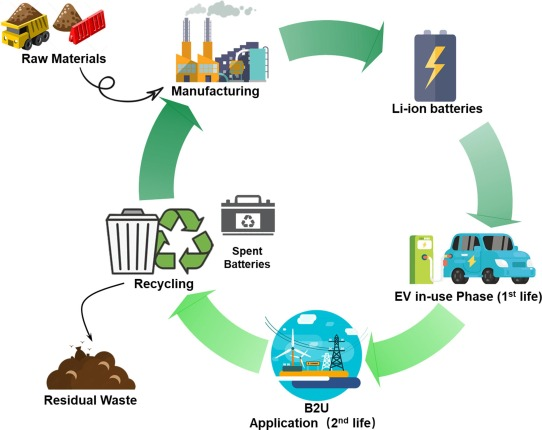 Raw Materials
Manufacturing
Li-ion batteries
EV in-use Phase (1st life)
B2U
Application (2nd life)
Spent
Batteries
Recycling
Residual Waste